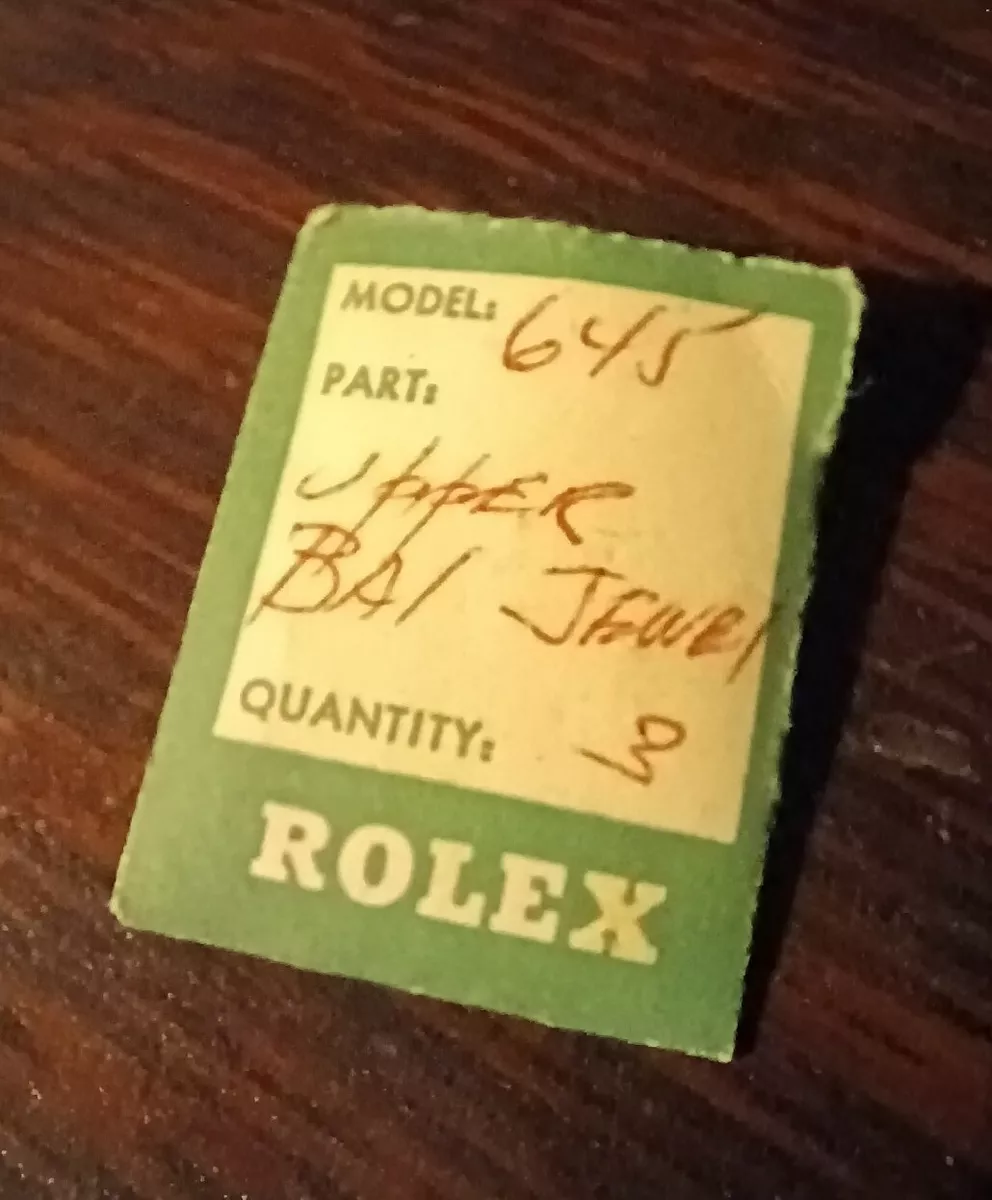 MODEL: 645
PART:
UPPER
BAL JEWEL
QUANTITY: 3
ROLEX